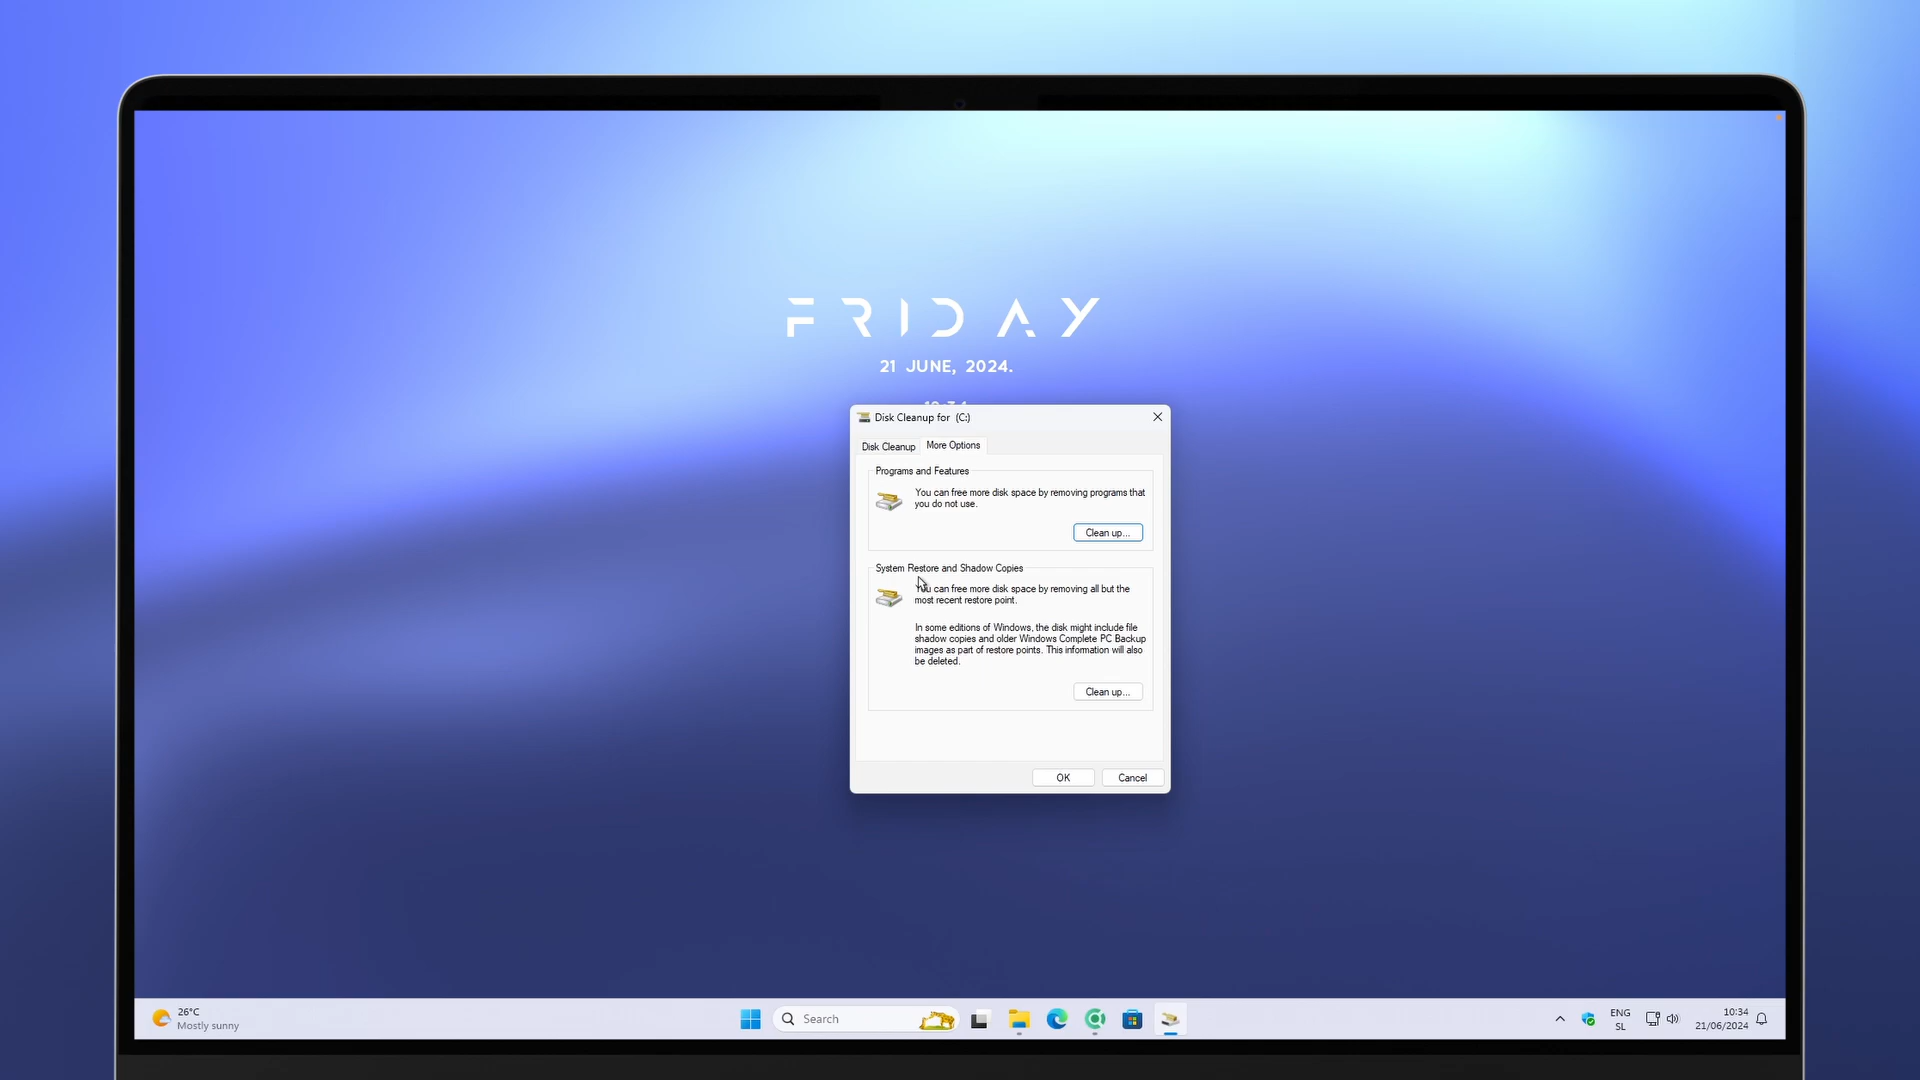 FRIDAY
21 JUNE, 2024.
Disk Cleanup for (C:)
Disk Cleanup
More Options
Programs and Features
You can free more disk space by removing programs that
you do not use.
Clean up...
System Restore and Shadow Copies
You can free more disk space by removing all but the
most recent restore point.
In some editions of Windows, the disk might include file
shadow copies and older Windows Complete PC Backup
images as part of restore points. This information will also
be deleted.
Clean up...
OK
Cancel
26°C
Mostly sunny
Search
ENG
SL
10:34
21/06/2024